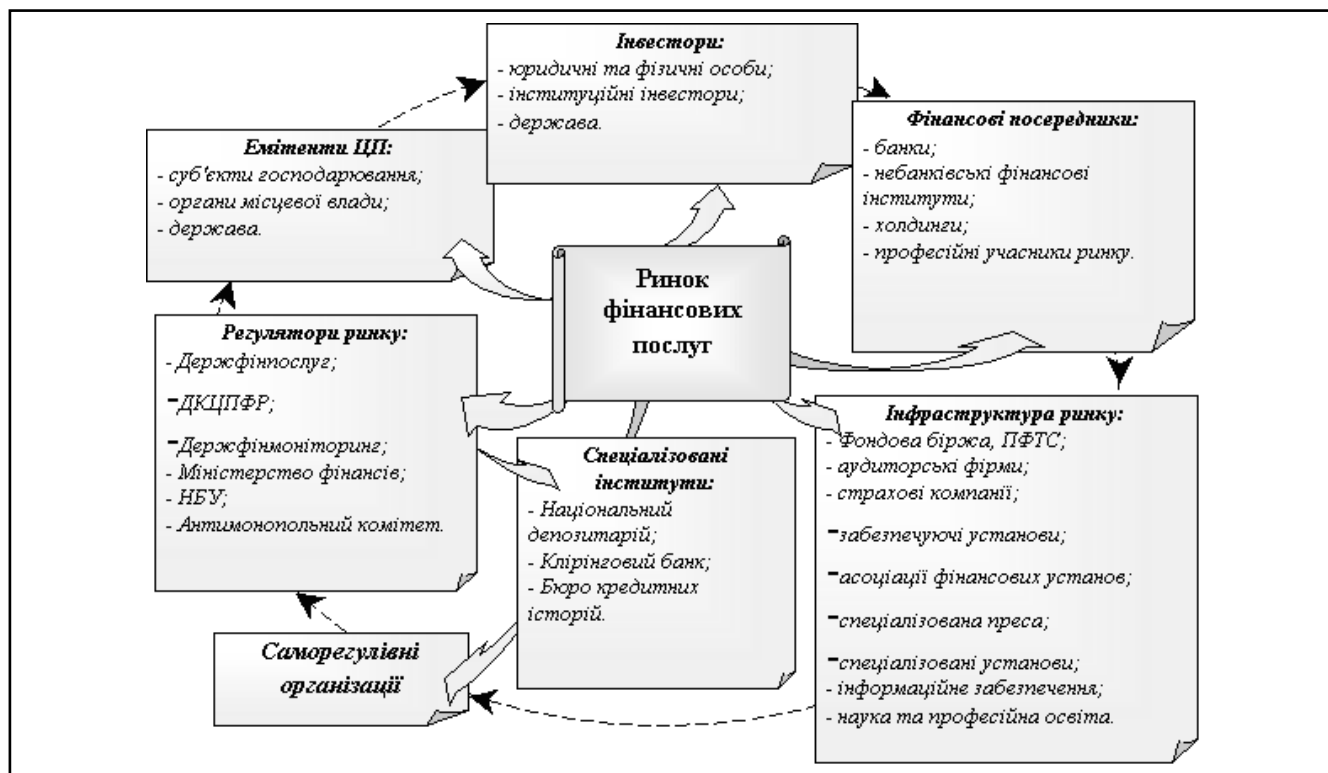 Інвестори:
- юридичні та фізичні особи;
- інституційні інвестори;
- держава.
Фінансові посередники:
- банки;
- небанківські фінансові
інститути;
- холдинги;
- професійні учасники ринку.
Емітенти ЦП:
- суб'єкти господарювання;
- органи місцевої влади;
- держава.
Ринок
фінансових
послуг
Регулятори ринку:
- Держфінпослуг;
-ДКЦПФР;
-Держфінмоніторинг;
- Міністерство фінансів;
- НБУ;
- Антимонопольний комітет.
Спеціалізовані
інститути:
- Національний
депозитарій;
- Клірінговий банк;
- Бюро кредитних
історій.
Інфраструктура ринку:
- Фондова біржа, ПФТС;
- аудиторські фірми;
- страхові компанії;
-забезпечуючі установи;
-асоціації фінансових установ;
-спеціалізована преса;
-спеціалізовані установи;
- інформаційне забезпечення;
- наука та професійна освіта.
Саморегулівні
організації